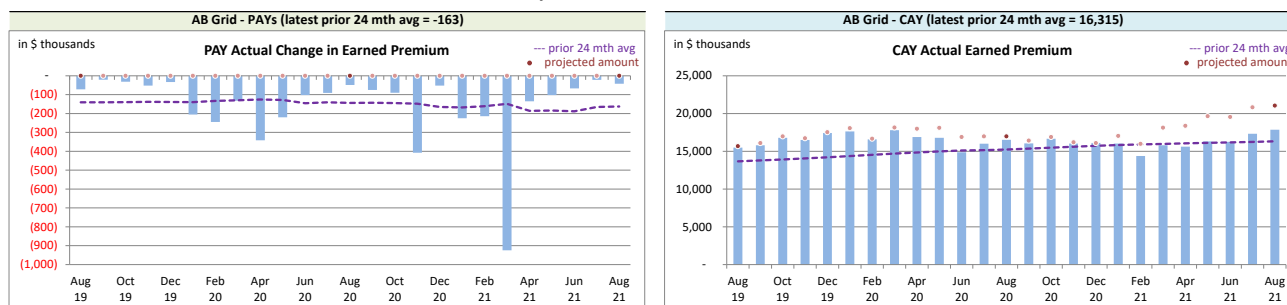 AB Grid - PAYs (latest prior 24 mth avg = -163)
in $ thousands
PAY Actual Change in Earned Premium
--- prior 24 mth avg
projected amount
-
(100)
(200)
(300)
(400)
(500)
(600)
(700)
(800)
(900)
(1,000)
Aug Oct Dec Feb Apr Jun Aug Oct Dec Feb Apr Jun Aug
19 19 19 20 20 20 20 20 20 21 21 21 21
AB Grid - CAY (latest prior 24 mth avg = 16,315)
in $ thousands
CAY Actual Earned Premium
--- prior 24 mth avg
projected amount
25,000
20,000
15,000
10,000
5,000
-
Aug Oct Dec Feb Apr Jun Aug Oct Dec Feb Apr Jun Aug
19 19 19 20 20 20 20 20 20 21 21 21 21